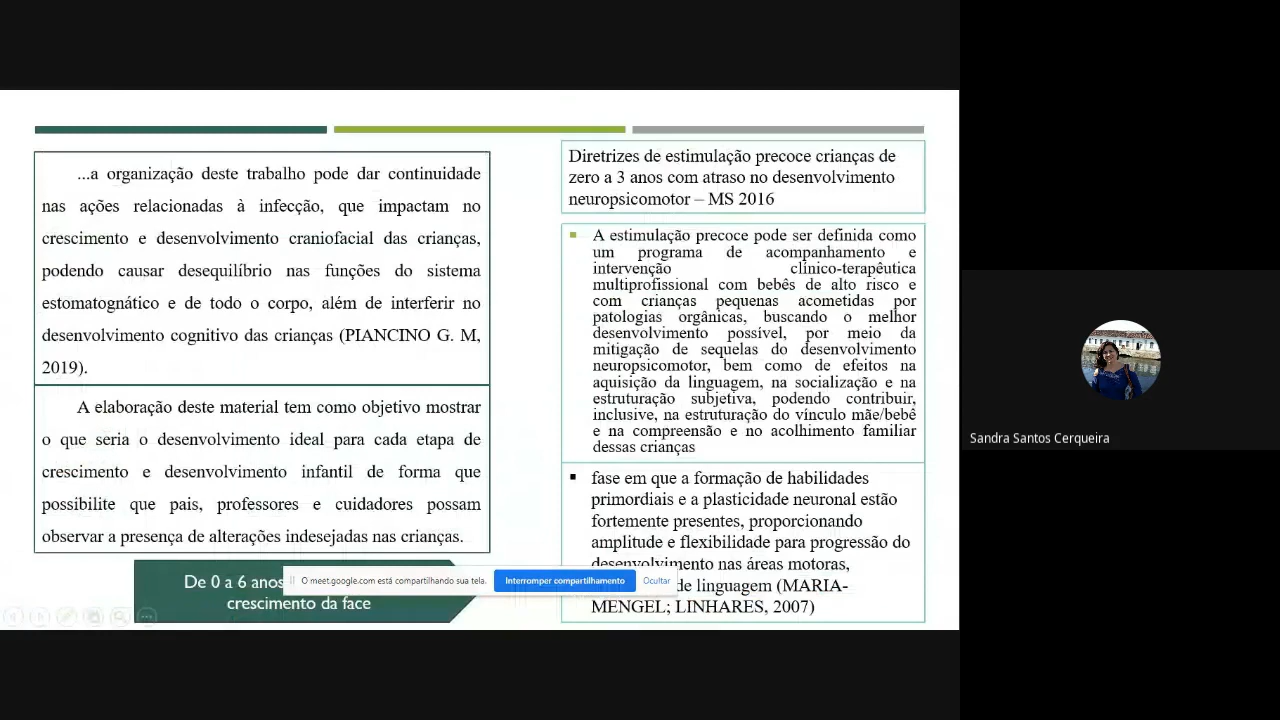 ...a organização deste trabalho pode dar continuidade
nas ações relacionadas à infecção, que impactam no
crescimento e desenvolvimento craniofacial das crianças,
podendo causar desequilíbrio nas funções do sistema
estomatognático e de todo o corpo, além de interferir no
desenvolvimento cognitivo das crianças (PIANCINO G. M,
2019).
A elaboração deste material tem como objetivo mostrar
o que seria o desenvolvimento ideal para cada etapa de
crescimento e desenvolvimento infantil de forma que
possibilite que pais, professores e cuidadores possam
observar a presença de alterações indesejadas nas crianças.
De 0 a 6 anos
crescimento da face
Diretrizes de estimulação precoce crianças de
zero a 3 anos com atraso no desenvolvimento
neuropsicomotor – MS 2016
A estimulação precoce pode ser definida como
um programa de acompanhamento e
intervenção clínico-terapêutica
multiprofissional com bebês de alto risco e
com crianças pequenas acometidas por
patologias orgânicas, buscando o melhor
desenvolvimento possível, por meio da
mitigação de sequelas do desenvolvimento
neuropsicomotor, bem como de efeitos na
aquisição da linguagem, na socialização e na
estruturação subjetiva, podendo contribuir,
inclusive, na estruturação do vínculo mãe/bebê
e na compreensão e no acolhimento familiar
dessas crianças
fase em que a formação de habilidades
primordiais e a plasticidade neuronal estão
fortemente presentes, proporcionando
amplitude e flexibilidade para progressão do
desenvolvimento nas áreas motoras,
de linguagem (MARIA-
MENGEL; LINHARES, 2007)
O meet.google.com está compartilhando sua tela.
Interromper compartilhamento
Ocultar
Sandra Santos Cerqueira